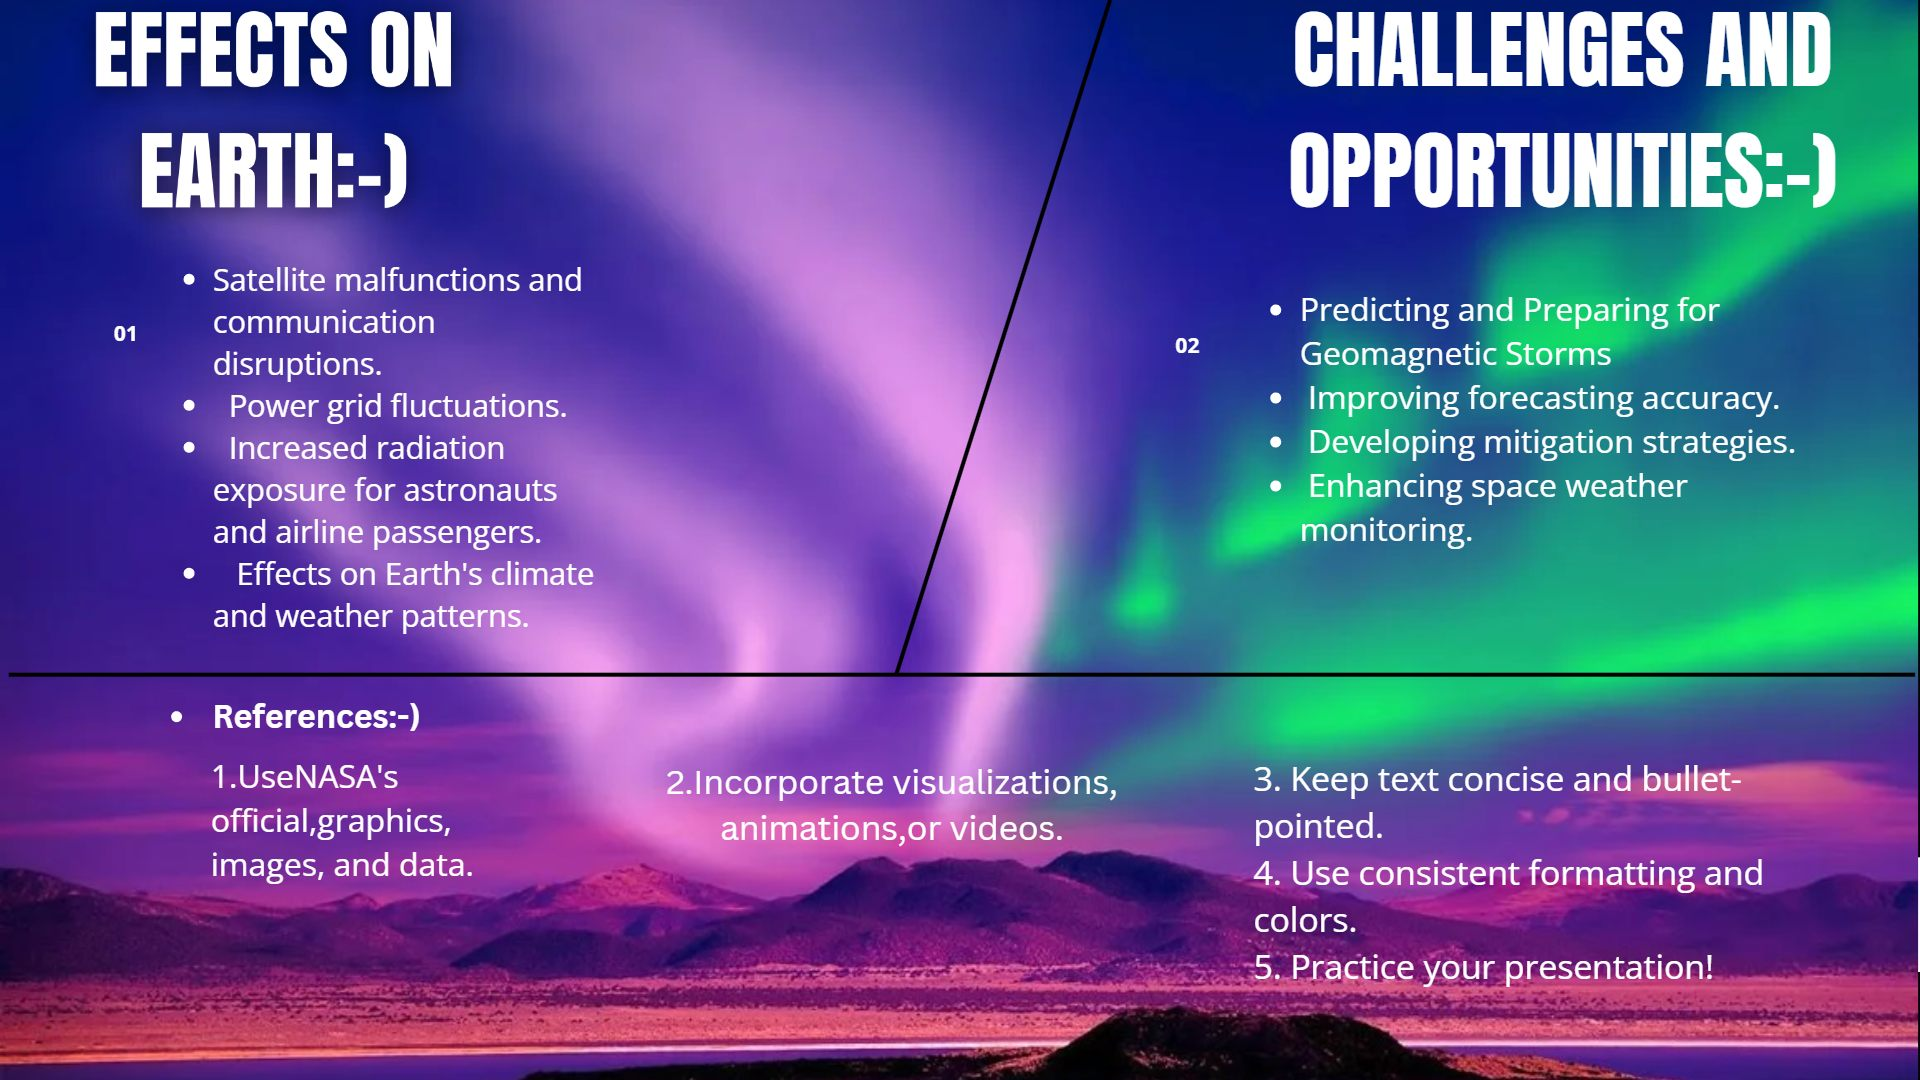 EFFECTS ON
EARTH:-)
01
• Satellite malfunctions and
communication
disruptions.
• Power grid fluctuations.
• Increased radiation
exposure for astronauts
and airline passengers.
• Effects on Earth's climate
and weather patterns.
CHALLENGES AND
OPPORTUNITIES:-)
02
• Predicting and Preparing for
Geomagnetic Storms
• Improving forecasting accuracy.
• Developing mitigation strategies.
• Enhancing space weather
monitoring.
• References:-)
1.UseNASA's
official,graphics,
images, and data.
2.Incorporate visualizations,
animations,or videos.
3. Keep text concise and bullet-
pointed.
4. Use consistent formatting and
colors.
5. Practice your presentation!